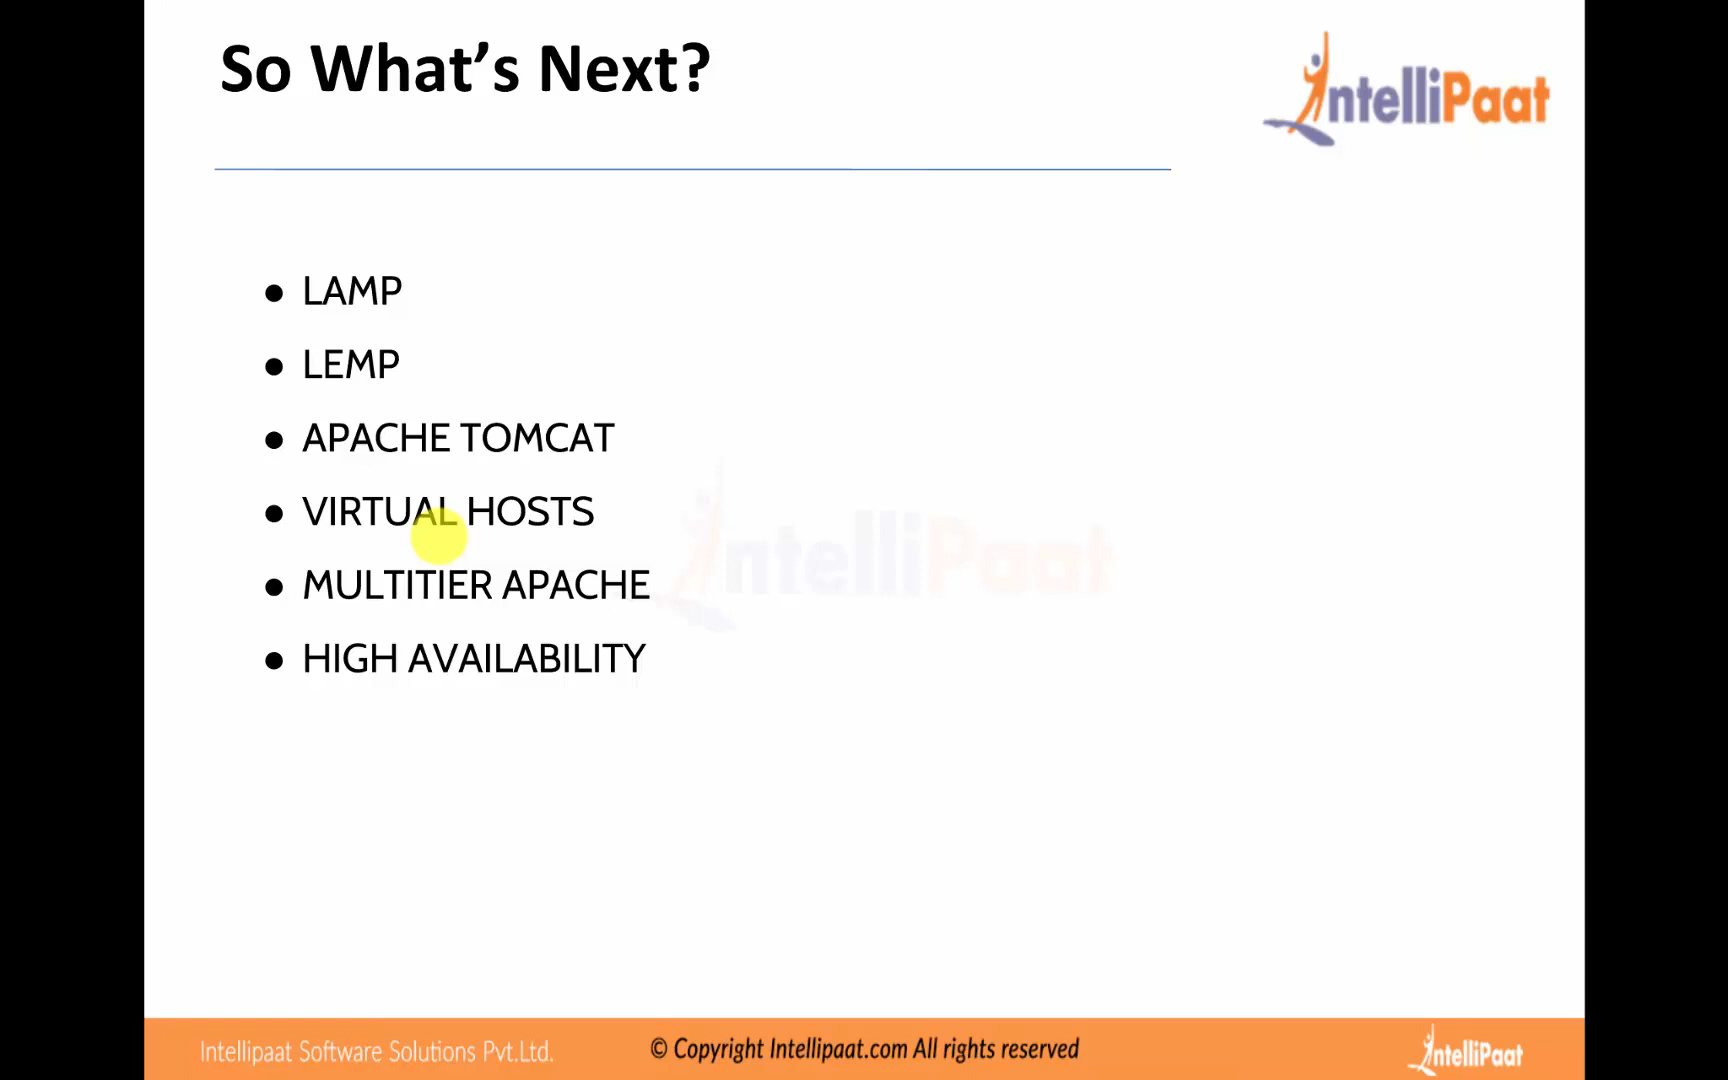 So What's Next?
IntelliPaat
● LAMP
● LEMP
● APACHE TOMCAT
● VIRTUAL HOSTS
● MULTITIER APACHE
● HIGH AVAILABILITY
IntelliPaat
Intellipaat Software Solutions Pvt.Ltd.
© Copyright Intellipaat.com All rights reserved
IntelliPaat